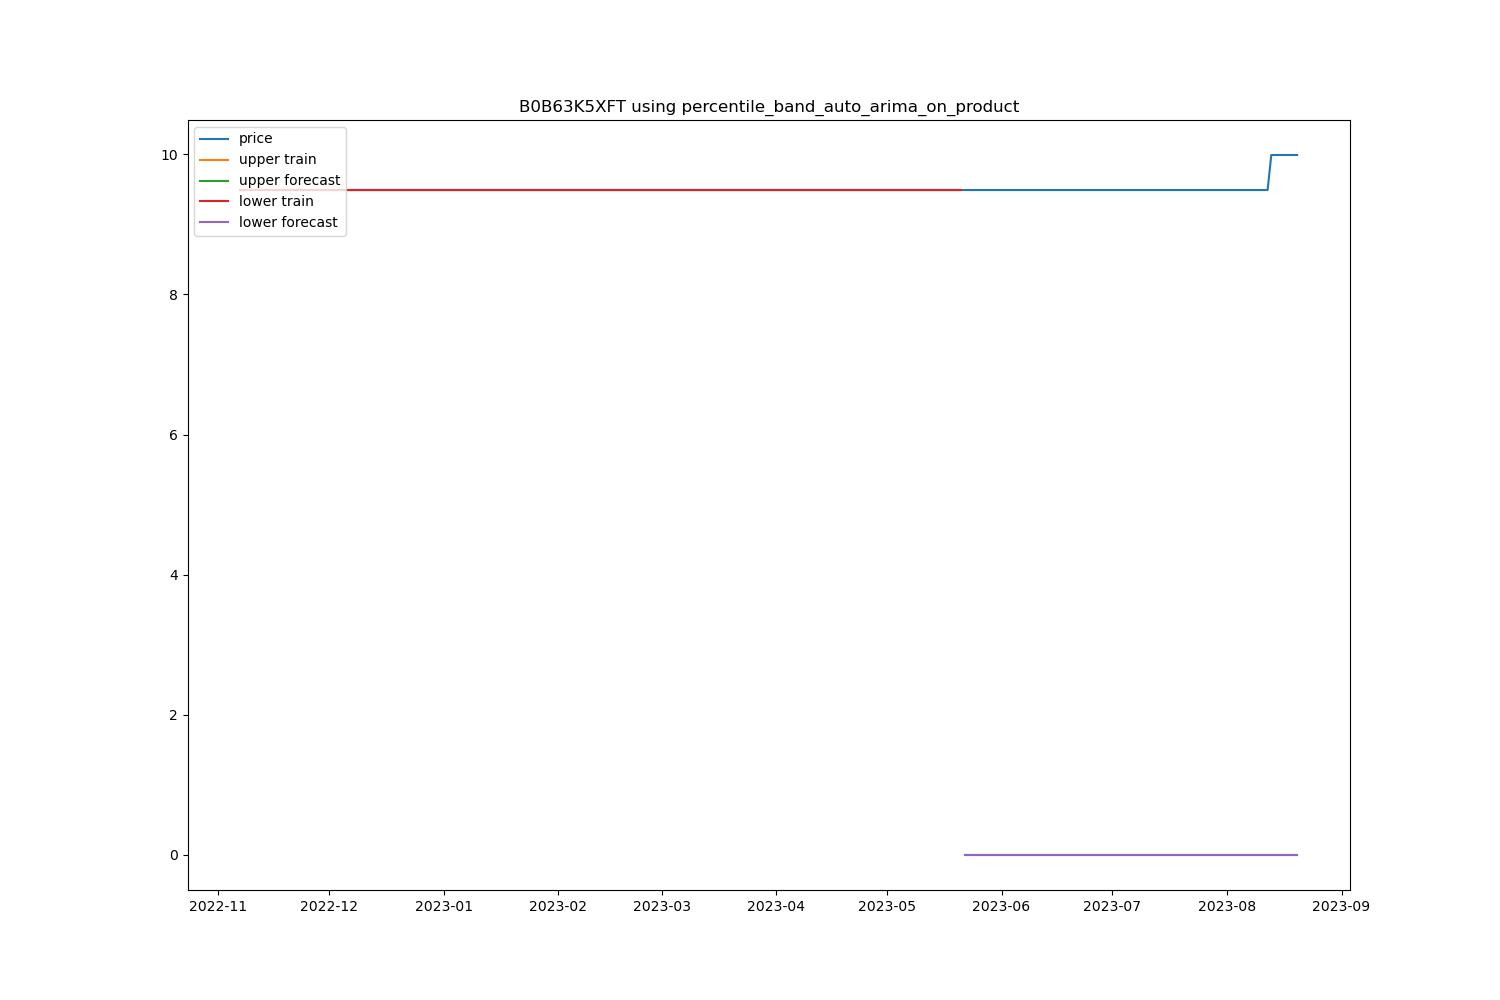 B0B63K5XFT using percentile_band_auto_arima_on_product
price
upper train
upper forecast
lower train
lower forecast
10
8
6
4
2
0
2022-11 2022-12 2023-01 2023-02 2023-03 2023-04 2023-05 2023-06 2023-07 2023-08 2023-09